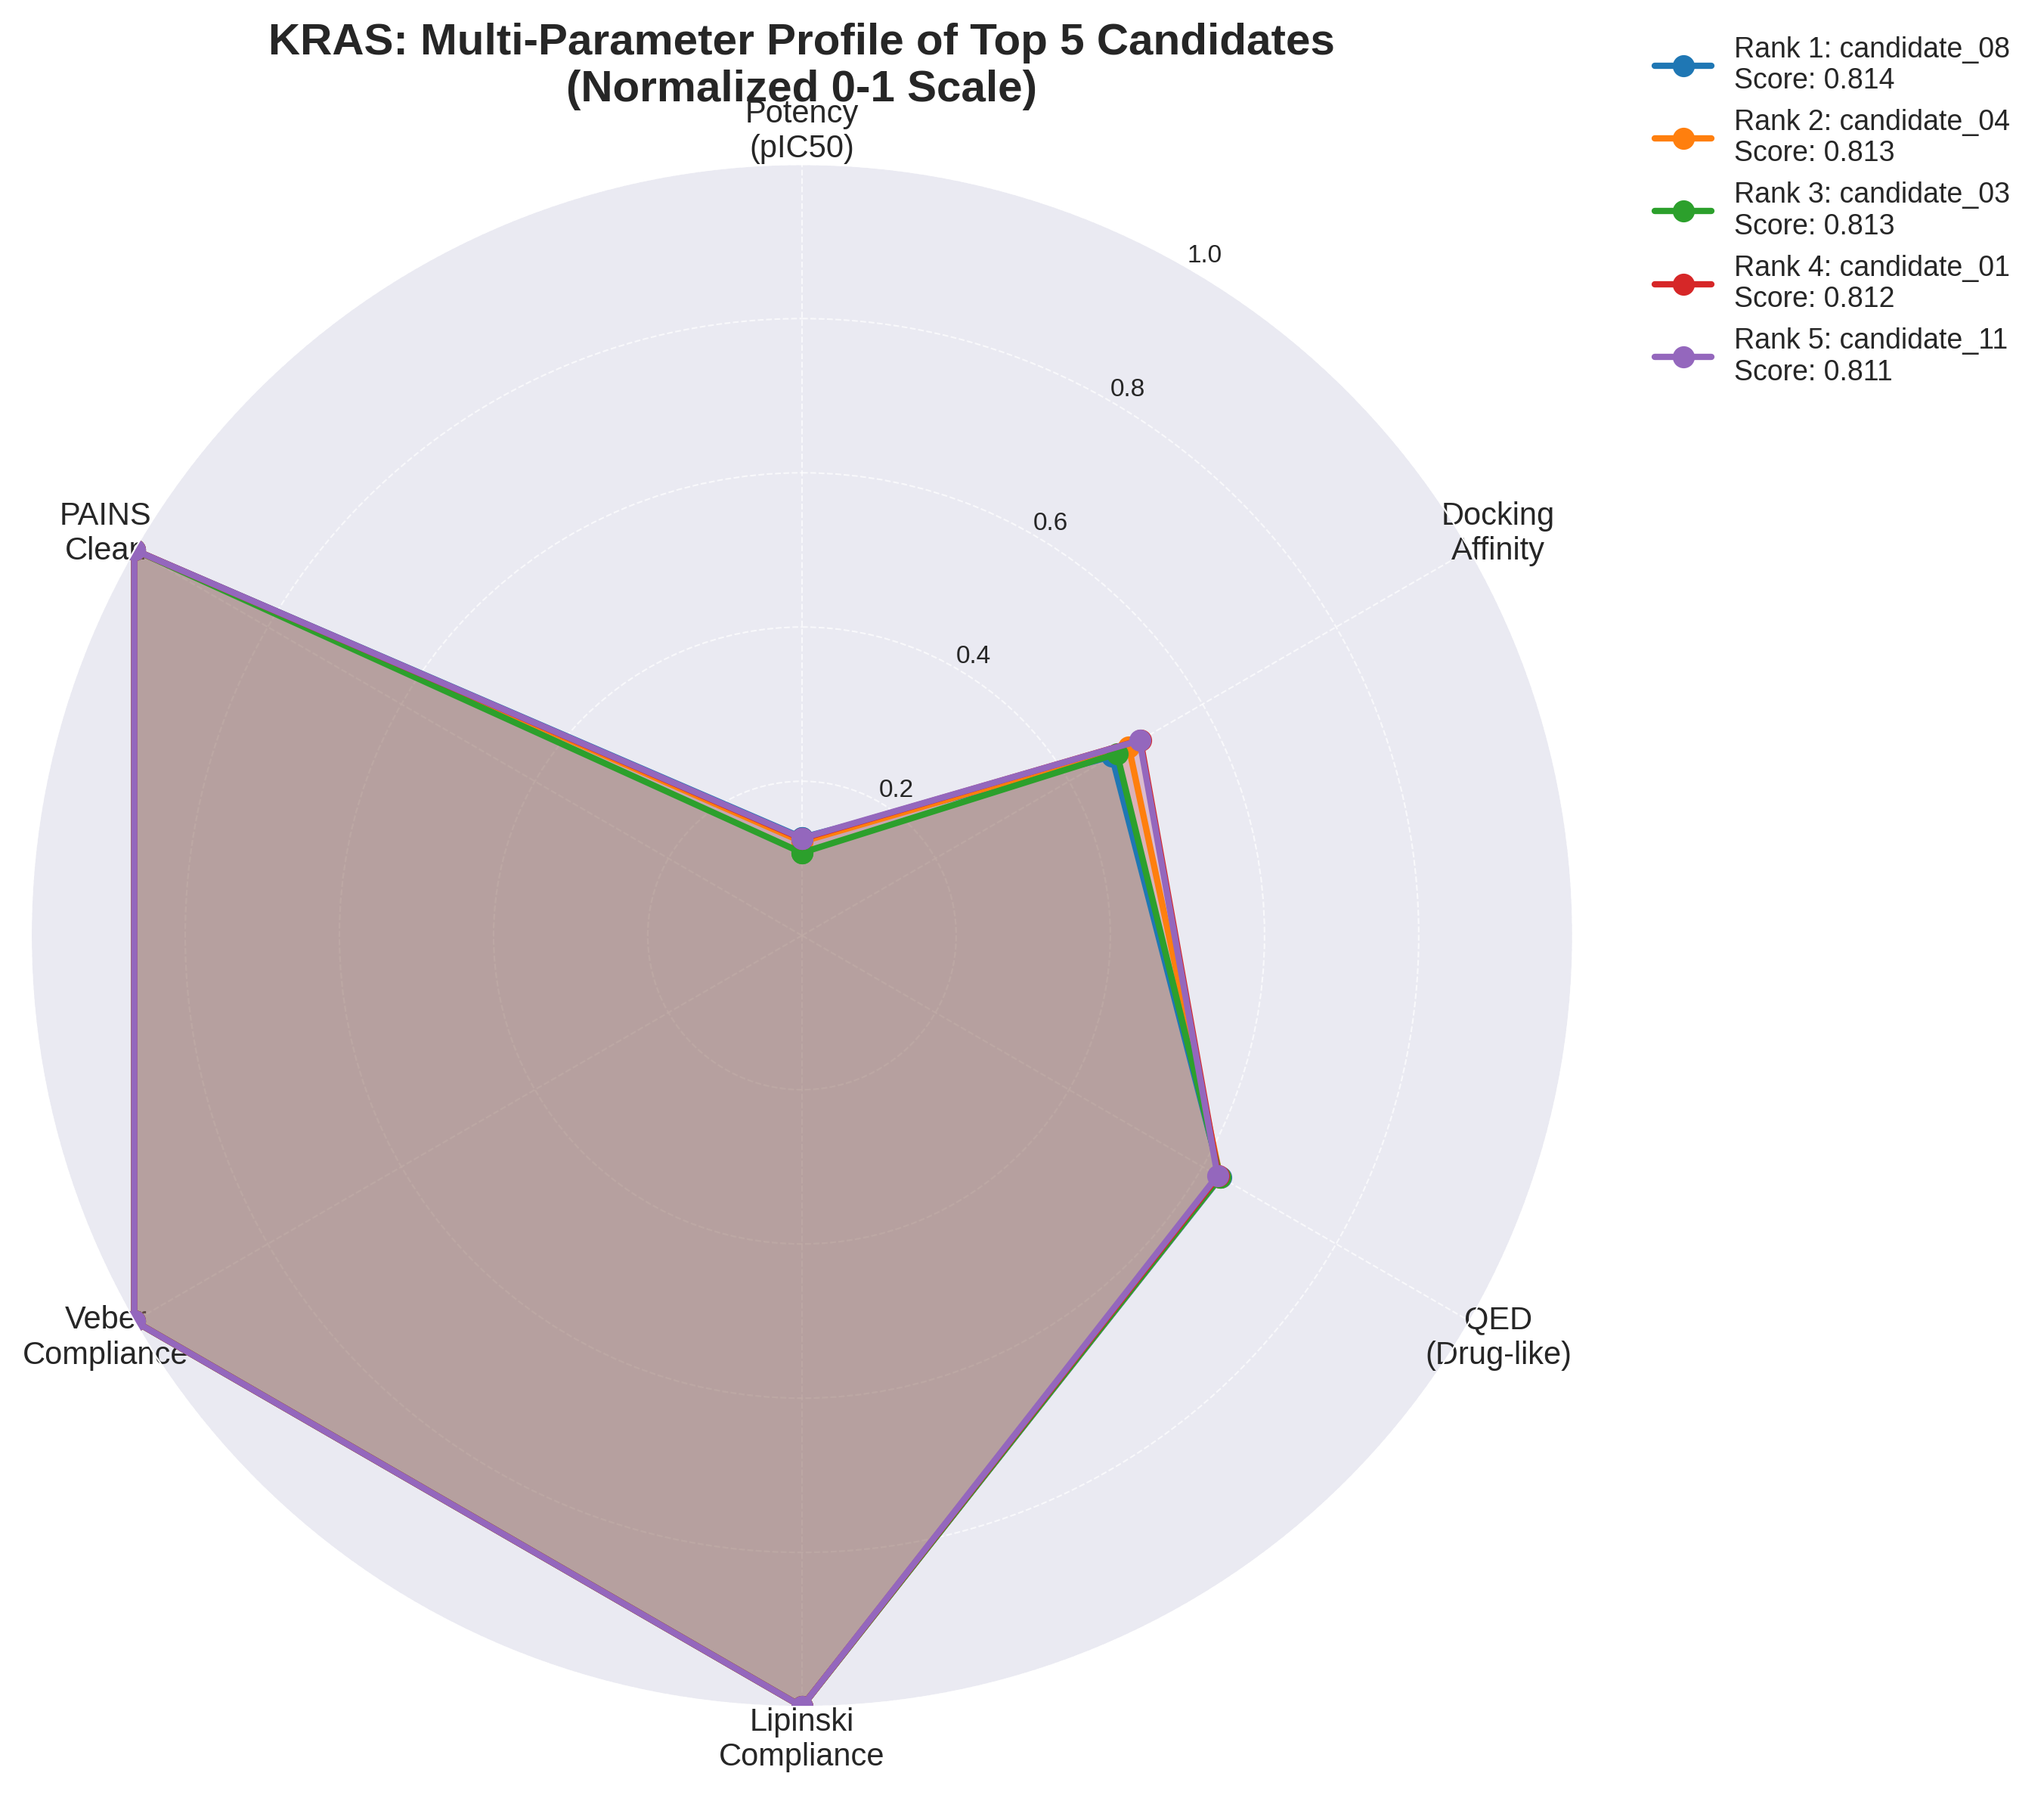 KRAS: Multi-Parameter Profile of Top 5 Candidates
(Normalized 0-1 Scale)
Rank 1: candidate_08
Score: 0.814
Rank 2: candidate_04
Score: 0.813
Rank 3: candidate_03
Score: 0.813
Rank 4: candidate_01
Score: 0.812
Rank 5: candidate_11
Score: 0.811
Potency
(pIC50)
1.0
0.8
0.6
0.4
0.2
PAINS
Clean
Docking
Affinity
Veber
Compliance
QED
(Drug-like)
Lipinski
Compliance